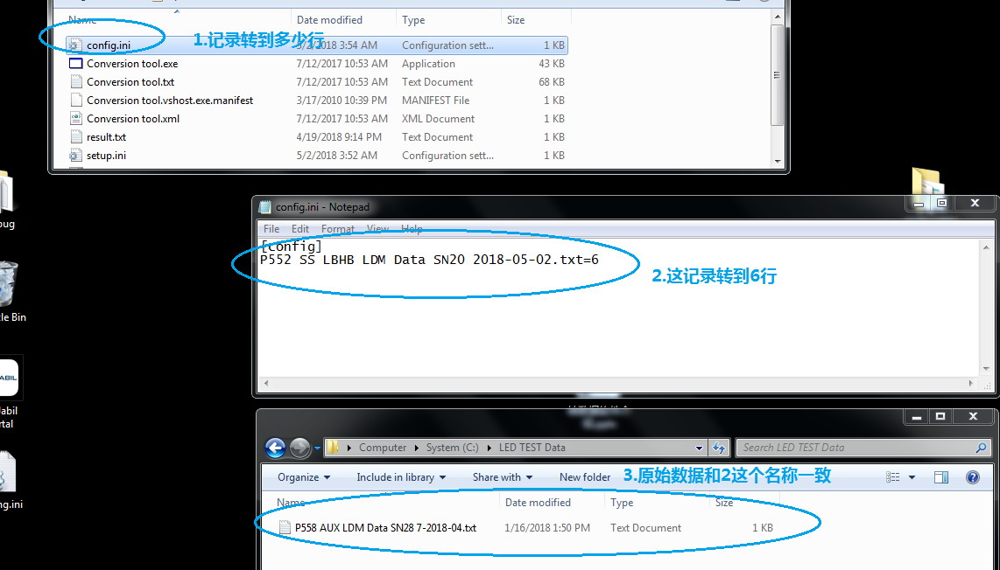 Name Date modified Type Size
config.ini 5/2/2018 3:54 AM Configuration sett... 1 KB
1.记录转到多少行
Conversion tool.exe 7/12/2017 10:53 AM Application 43 KB
Conversion tool.txt 7/12/2017 10:53 AM Text Document 68 KB
Conversion tool.vshost.exe.manifest 3/17/2010 10:39 PM MANIFEST File 1 KB
Conversion tool.xml 7/12/2017 10:53 AM XML Document 1 KB
result.txt 4/19/2018 9:14 PM Text Document 1 KB
setup.ini 5/2/2018 3:52 AM Configuration sett... 1 KB
bug
config.ini - Notepad
File Edit Format View Help
[config]
P552 SS LBHB LDM Data SN20 2018-05-02.txt=6
2.这记录转到6行
cle Bin
ABIL
Jabil
rtal
ng.ini
Computer System (C:) LED TEST Data
Search LED TEST Data
Organize Include in library Share with New folder
3.原始数据和2这个名称一致
Name Date modified Type Size
P558 AUX LDM Data SN28 7-2018-04.txt 1/16/2018 1:50 PM Text Document 1 KB